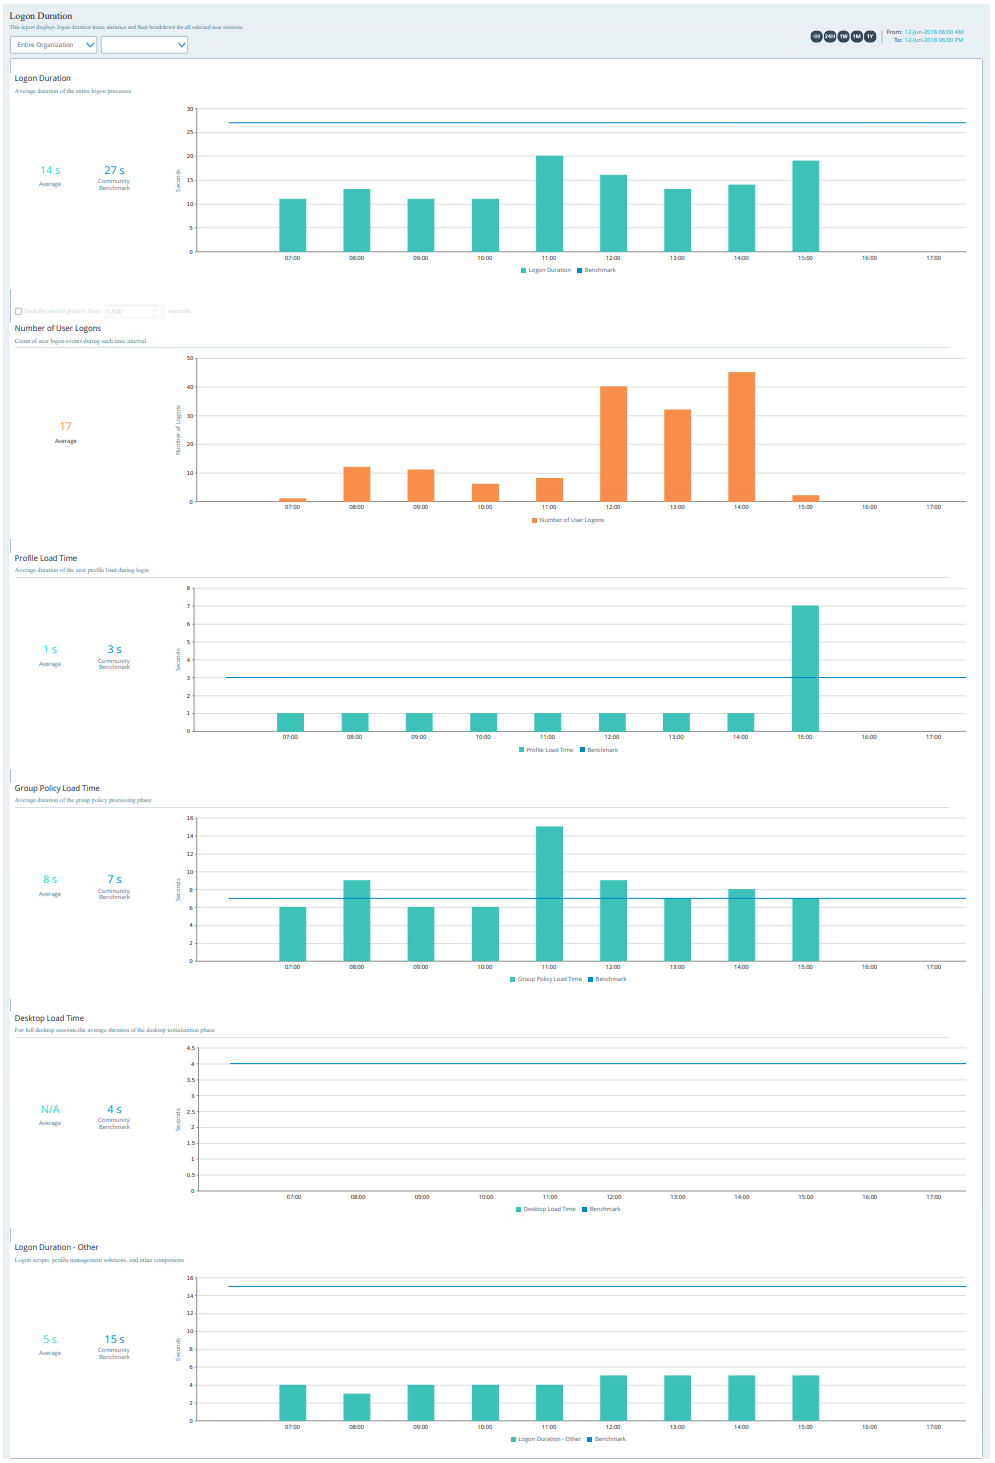 Logon Duration
This report displays logon duration times statistics and their breakdown for all selected user sessions.
Entire Organization
4H 24H 1W 1M 1Y
From: 12-Jun-2018 06:00 AM
To: 12-Jun-2018 06:00 PM
Logon Duration
Average duration of the entire logon processes
14 s
Average
27 s
Community
Benchmark
Seconds
30
25
20
15
10
5
0
07:00 08:00 09:00 10:00 11:00 12:00 13:00 14:00 15:00 16:00 17:00
Logon Duration Benchmark
Exclude results greater than seconds
Number of User Logons
Count of user logon events during each time interval
17
Average
Number of Logons
50
40
30
20
10
0
07:00 08:00 09:00 10:00 11:00 12:00 13:00 14:00 15:00 16:00 17:00
Number of User Logons
Profile Load Time
Average duration of the user profile load during login
1 s
Average
3 s
Community
Benchmark
Seconds
8
7
6
5
4
3
2
1
0
07:00 08:00 09:00 10:00 11:00 12:00 13:00 14:00 15:00 16:00 17:00
Profile Load Time Benchmark
Group Policy Load Time
Average duration of the group policy processing phase
8 s
Average
7 s
Community
Benchmark
Seconds
16
14
12
10
8
6
4
2
0
07:00 08:00 09:00 10:00 11:00 12:00 13:00 14:00 15:00 16:00 17:00
Group Policy Load Time Benchmark
Desktop Load Time
For full desktop sessions,the average duration of the desktop initialization phase
N/A
Average
4 s
Community
Benchmark
Seconds
4.5
4
3.5
3
2.5
2
1.5
1
0.5
0
07:00 08:00 09:00 10:00 11:00 12:00 13:00 14:00 15:00 16:00 17:00
Desktop Load Time Benchmark
Logon Duration - Other
Logon scripts, profile management solutions, and other components
5 s
Average
15 s
Community
Benchmark
Seconds
16
14
12
10
8
6
4
2
0
07:00 08:00 09:00 10:00 11:00 12:00 13:00 14:00 15:00 16:00 17:00
Logon Duration - Other Benchmark